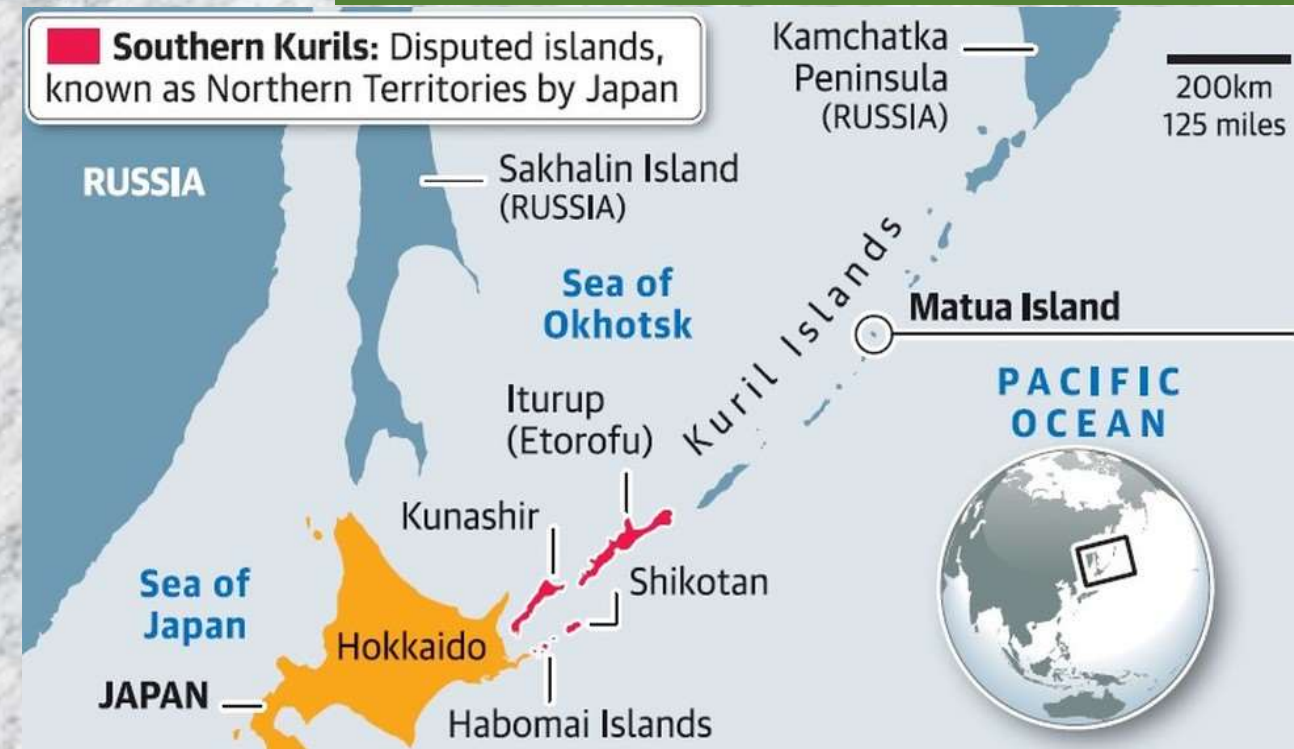 Southern Kurils: Disputed islands,
known as Northern Territories by Japan
Kamchatka
Peninsula
(RUSSIA)
200km
125 miles
RUSSIA
Sakhalin Island
(RUSSIA)
Sea of
Okhotsk
Kuril Islands
Matua Island
PACIFIC
OCEAN
Iturup
(Etorofu)
Kunashir
Shikotan
Sea of
Japan
Hokkaido
JAPAN
Habomai Islands